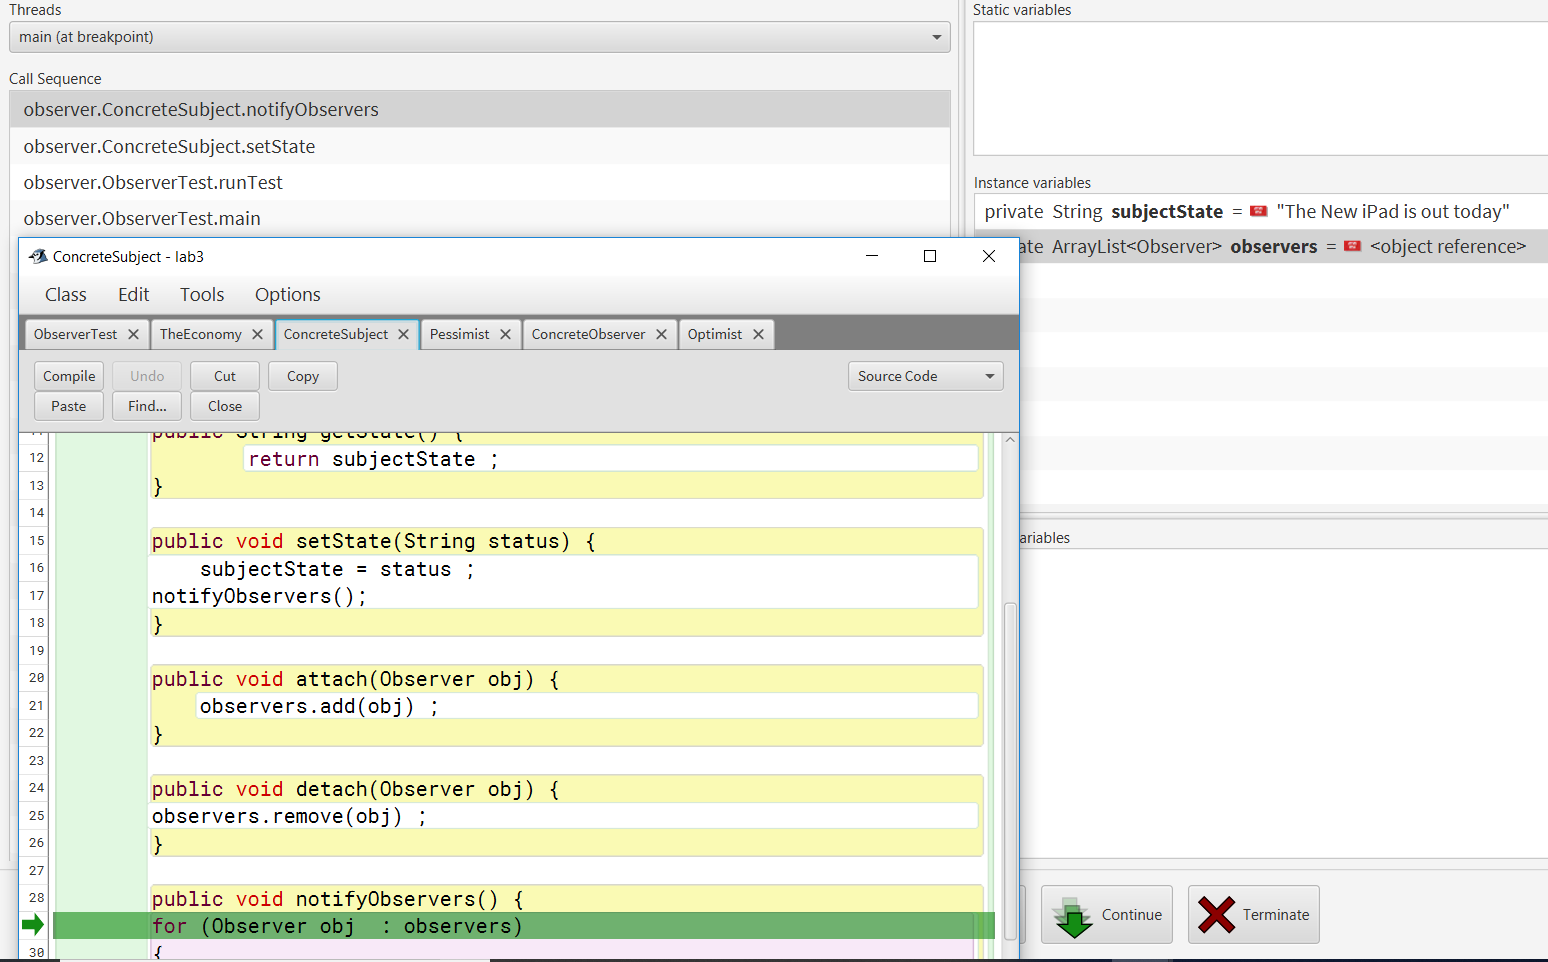 Threads
main (at breakpoint)
Call Sequence
observer.ConcreteSubject.notifyObservers
observer.ConcreteSubject.setState
observer.ObserverTest.runTest
observer.ObserverTest.main
Static variables
Instance variables
private String subjectState = "The New iPad is out today"
ate ArrayList<Observer> observers = <object reference>
ariables
ConcreteSubject - lab3
Class Edit Tools Options
ObserverTest TheEconomy ConcreteSubject Pessimist ConcreteObserver Optimist
Compile Undo Cut Copy Source Code
Paste Find... Close
public String getState() {
12 return subjectState ;
13 }
14
15 public void setState(String status) {
16 subjectState = status ;
17 notifyObservers();
18 }
19
20 public void attach(Observer obj) {
21 observers.add(obj) ;
22 }
23
24 public void detach(Observer obj) {
25 observers.remove(obj) ;
26 }
27
28 public void notifyObservers() {
for (Observer obj : observers)
30 {
Continue Terminate